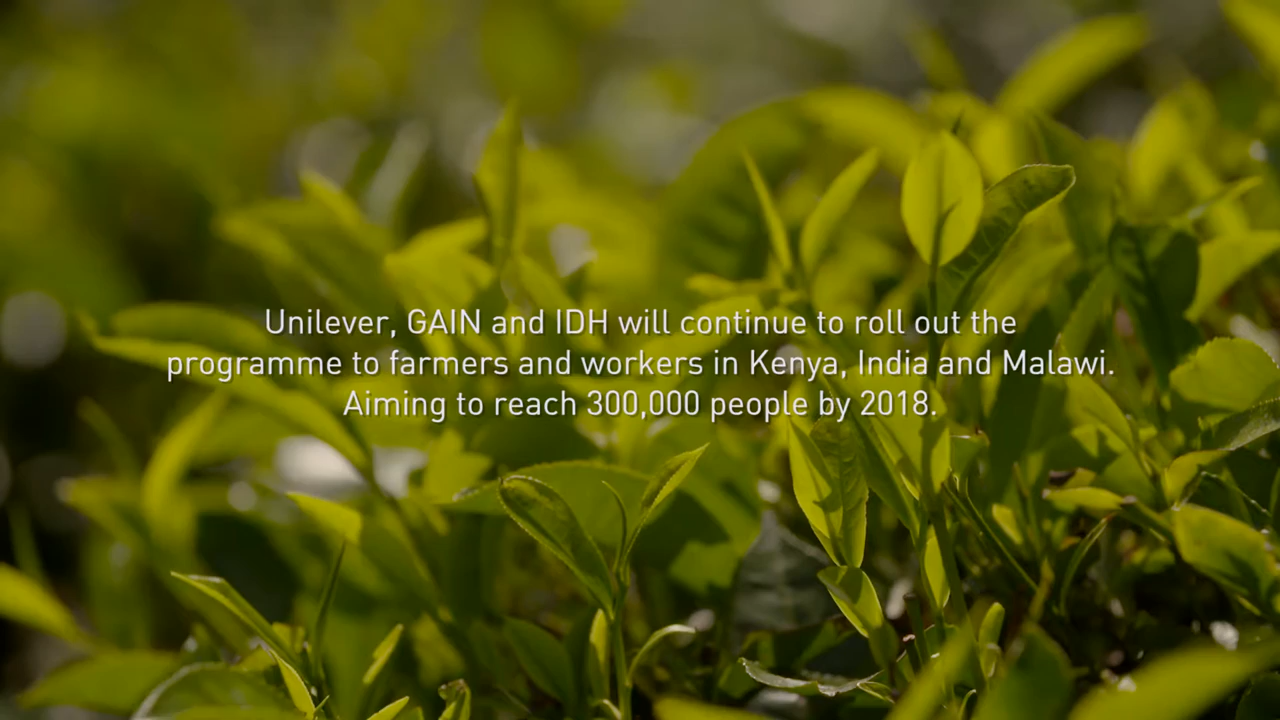 Unilever, GAIN and IDH will continue to roll out the
programme to farmers and workers in Kenya, India and Malawi.
Aiming to reach 300,000 people by 2018.